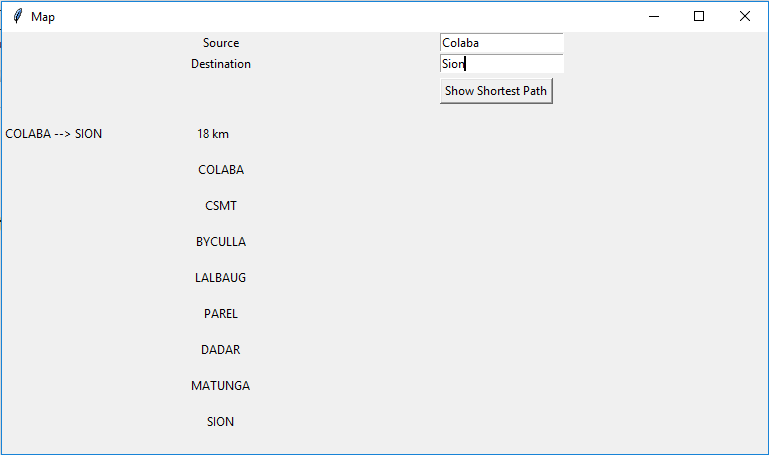 Map
Source Colaba
Destination Sion
Show Shortest Path
COLABA --> SION 18 km
COLABA
CSMT
BYCULLA
LALBAUG
PAREL
DADAR
MATUNGA
SION